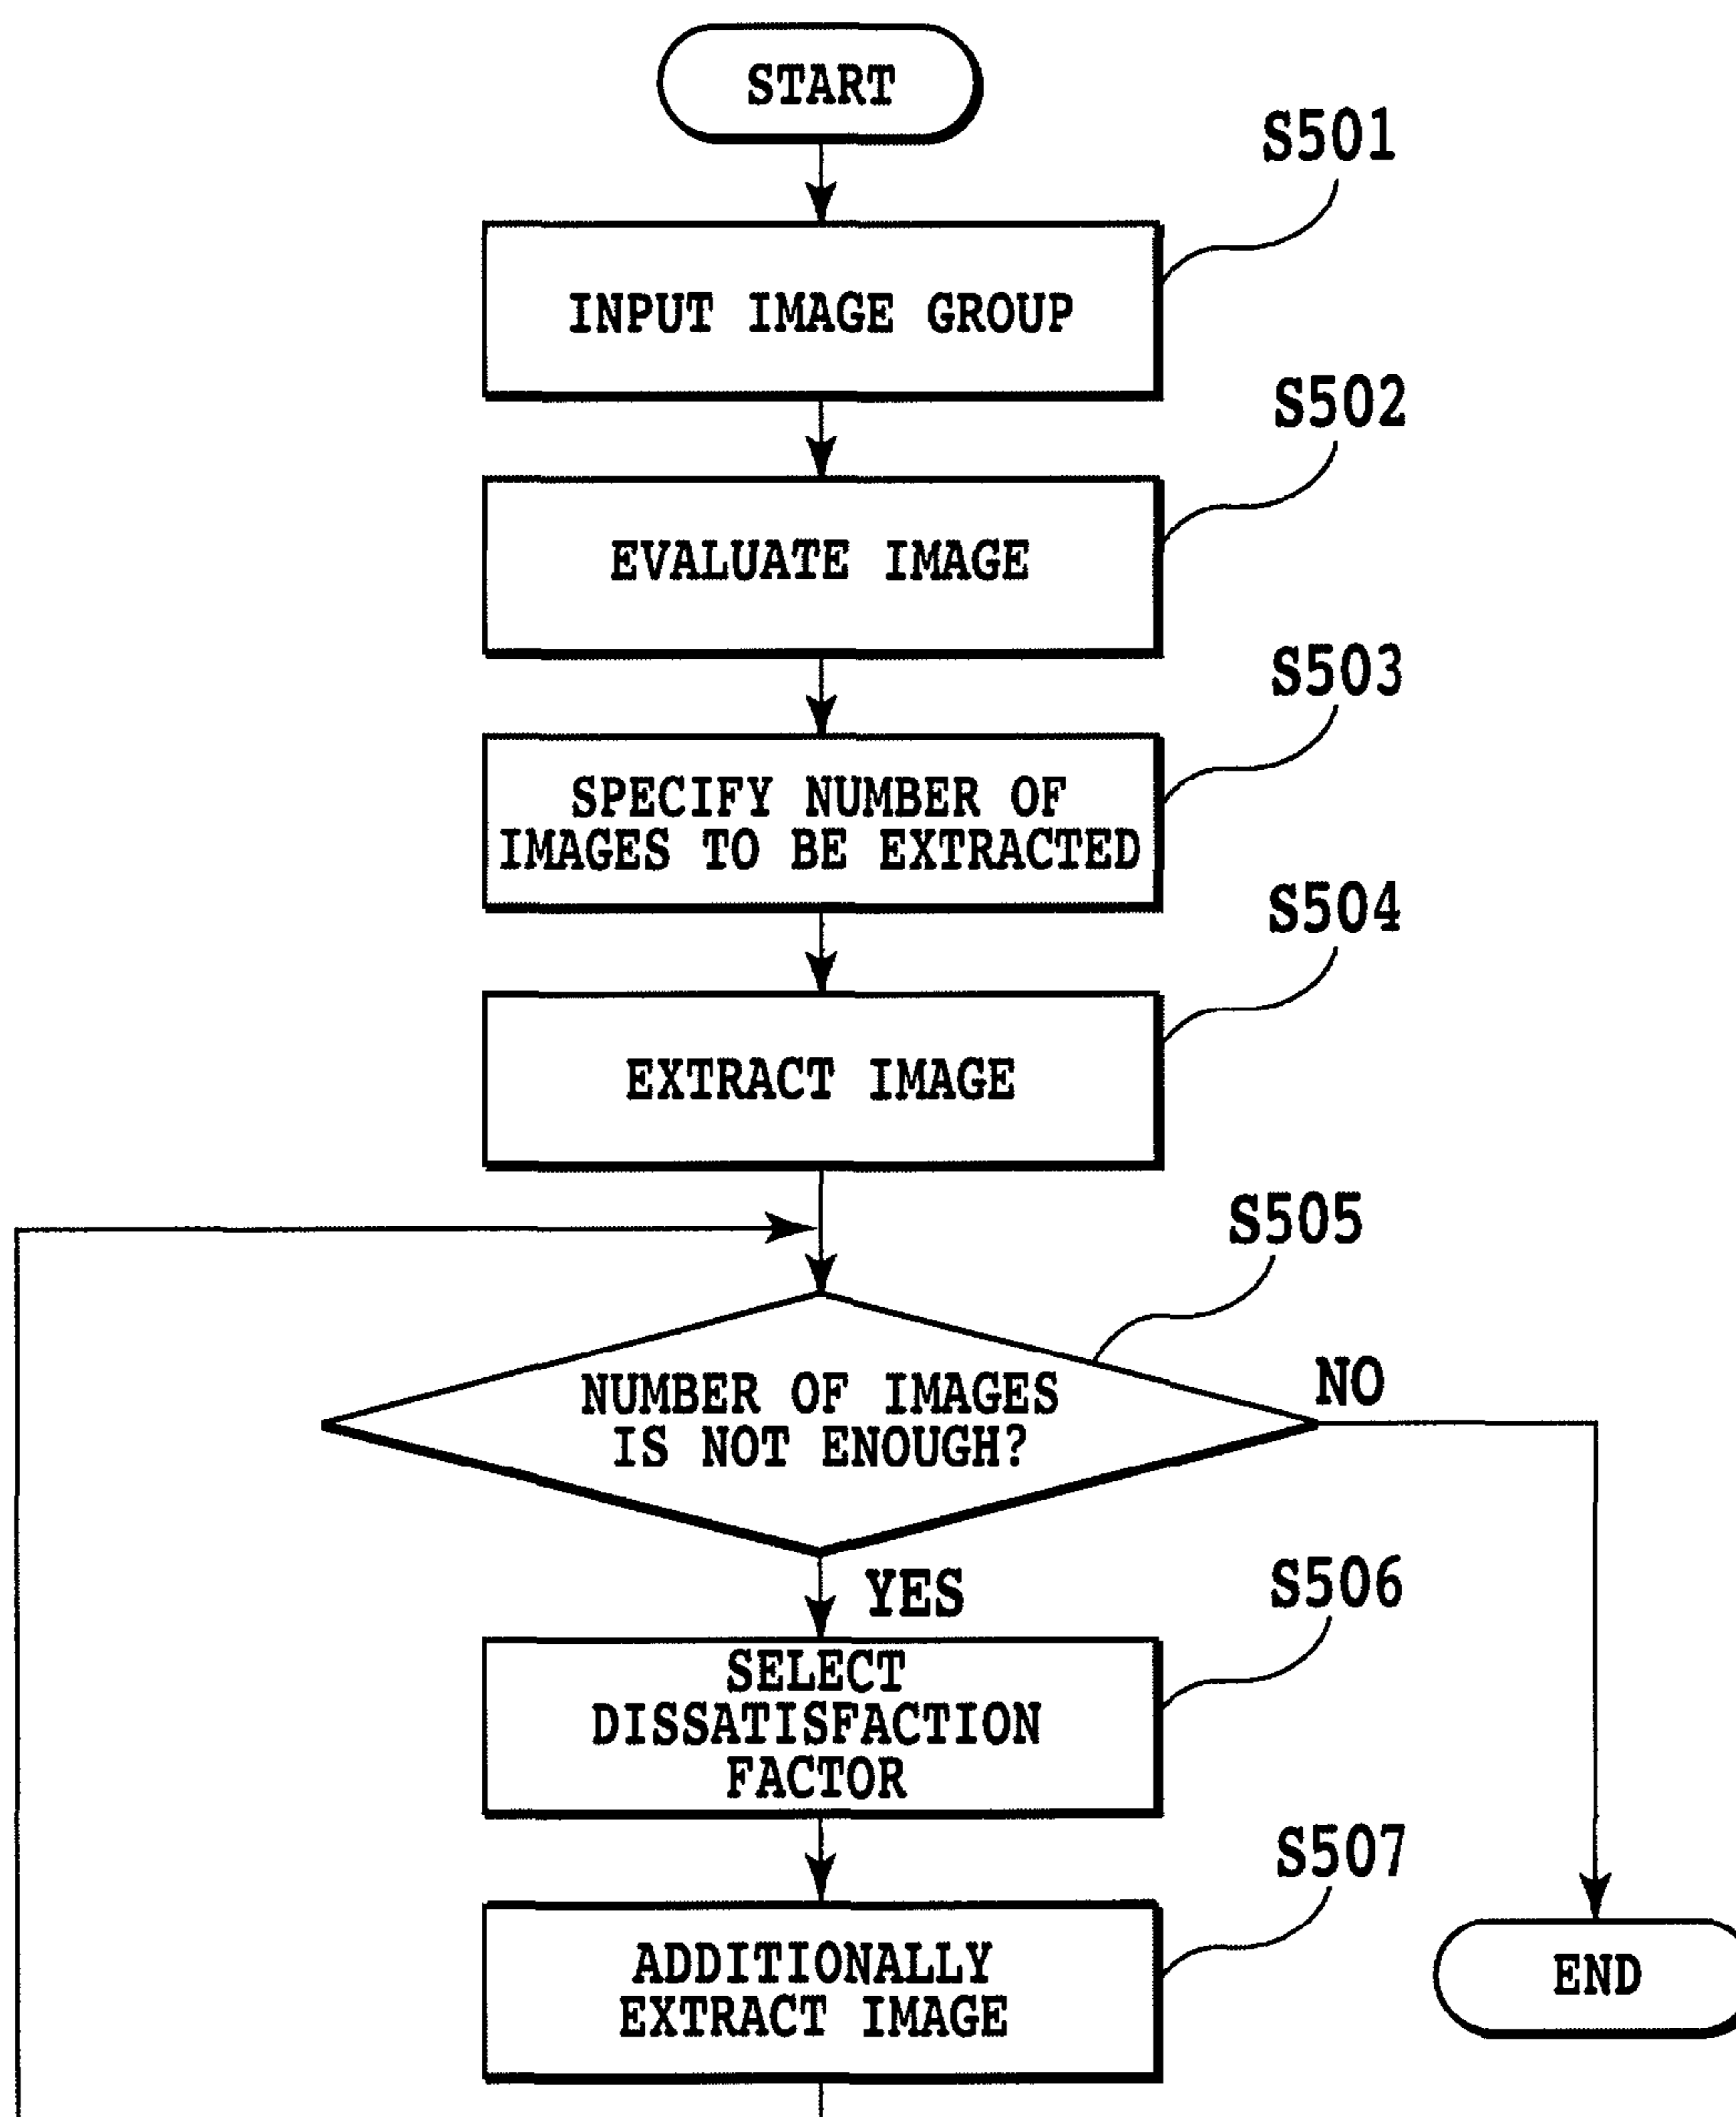 START
S501
INPUT IMAGE GROUP
S502
EVALUATE IMAGE
S503
SPECIFY NUMBER OF
IMAGES TO BE EXTRACTED
S504
EXTRACT IMAGE
S505
NUMBER OF IMAGES
IS NOT ENOUGH?
NO
YES
S506
SELECT
DISSATISFACTION
FACTOR
S507
ADDITIONALLY
EXTRACT IMAGE
END